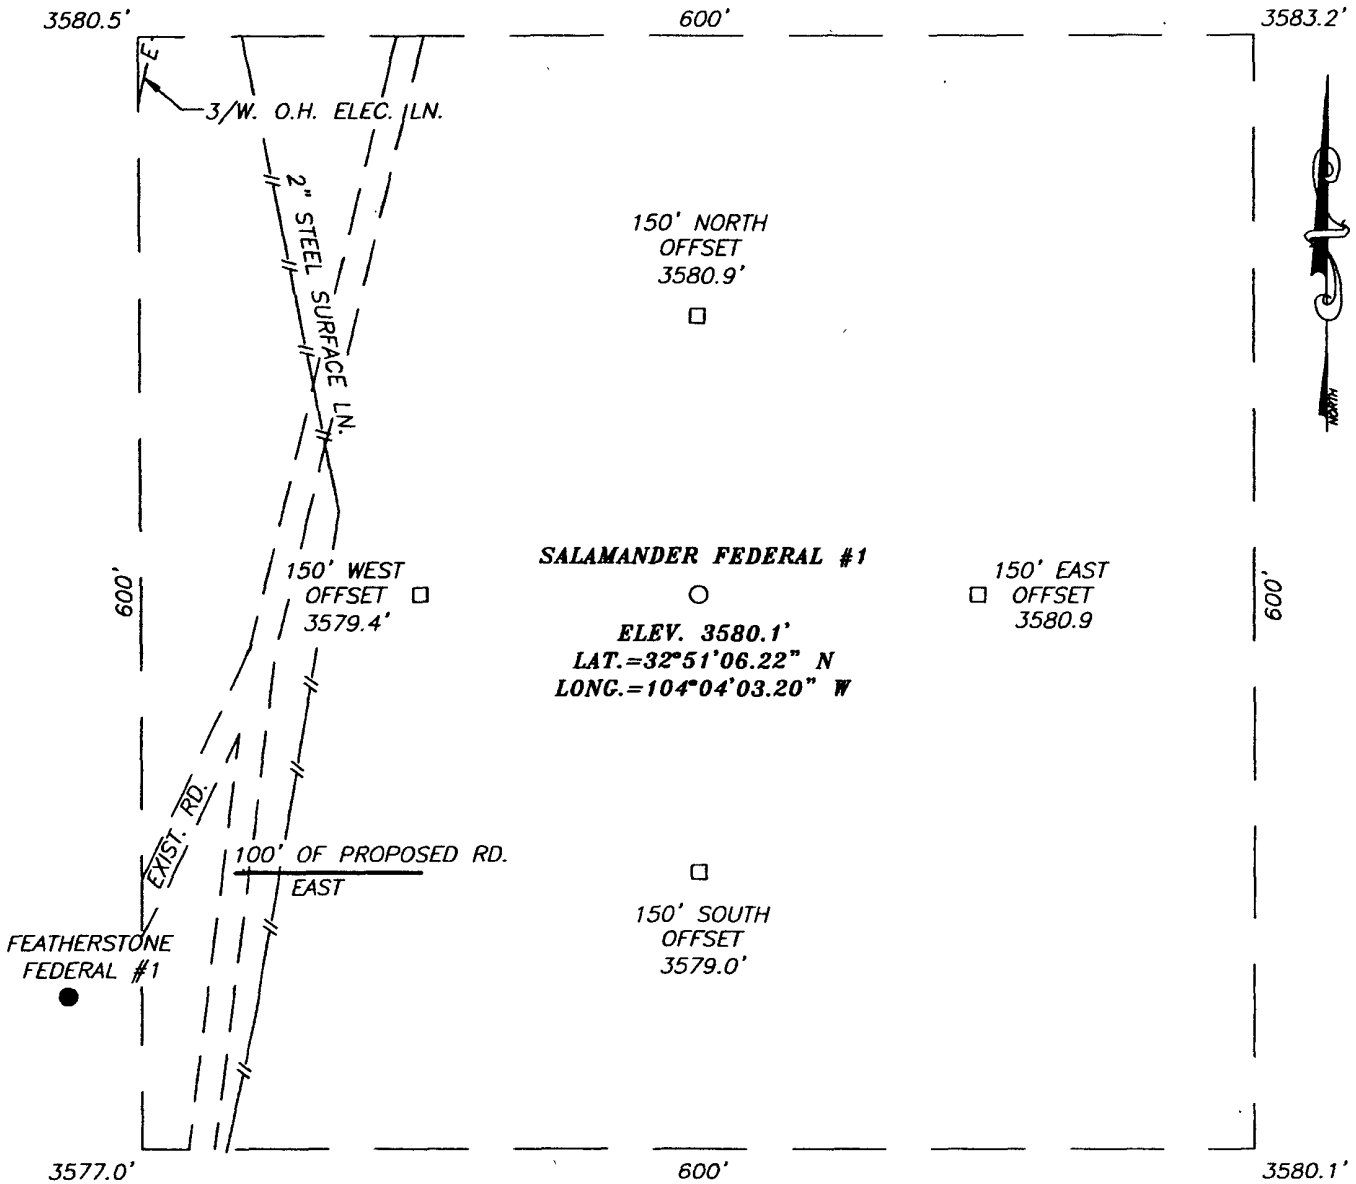 3580.5'
600'
3583.2'
E
3/W. O.H. ELEC. LN.
2" STEEL SURFACE LN.
150' NORTH
OFFSET
3580.9'
NORTH
SALAMANDER FEDERAL #1
600'
150' WEST
OFFSET
3579.4'
150' EAST
OFFSET
3580.9
600'
ELEV. 3580.1'
LAT.=32°51'06.22" N
LONG.=104°04'03.20" W
EXIST. RD.
100' OF PROPOSED RD.
EAST
150' SOUTH
OFFSET
3579.0'
FEATHERSTONE
FEDERAL #1
3577.0'
600'
3580.1'